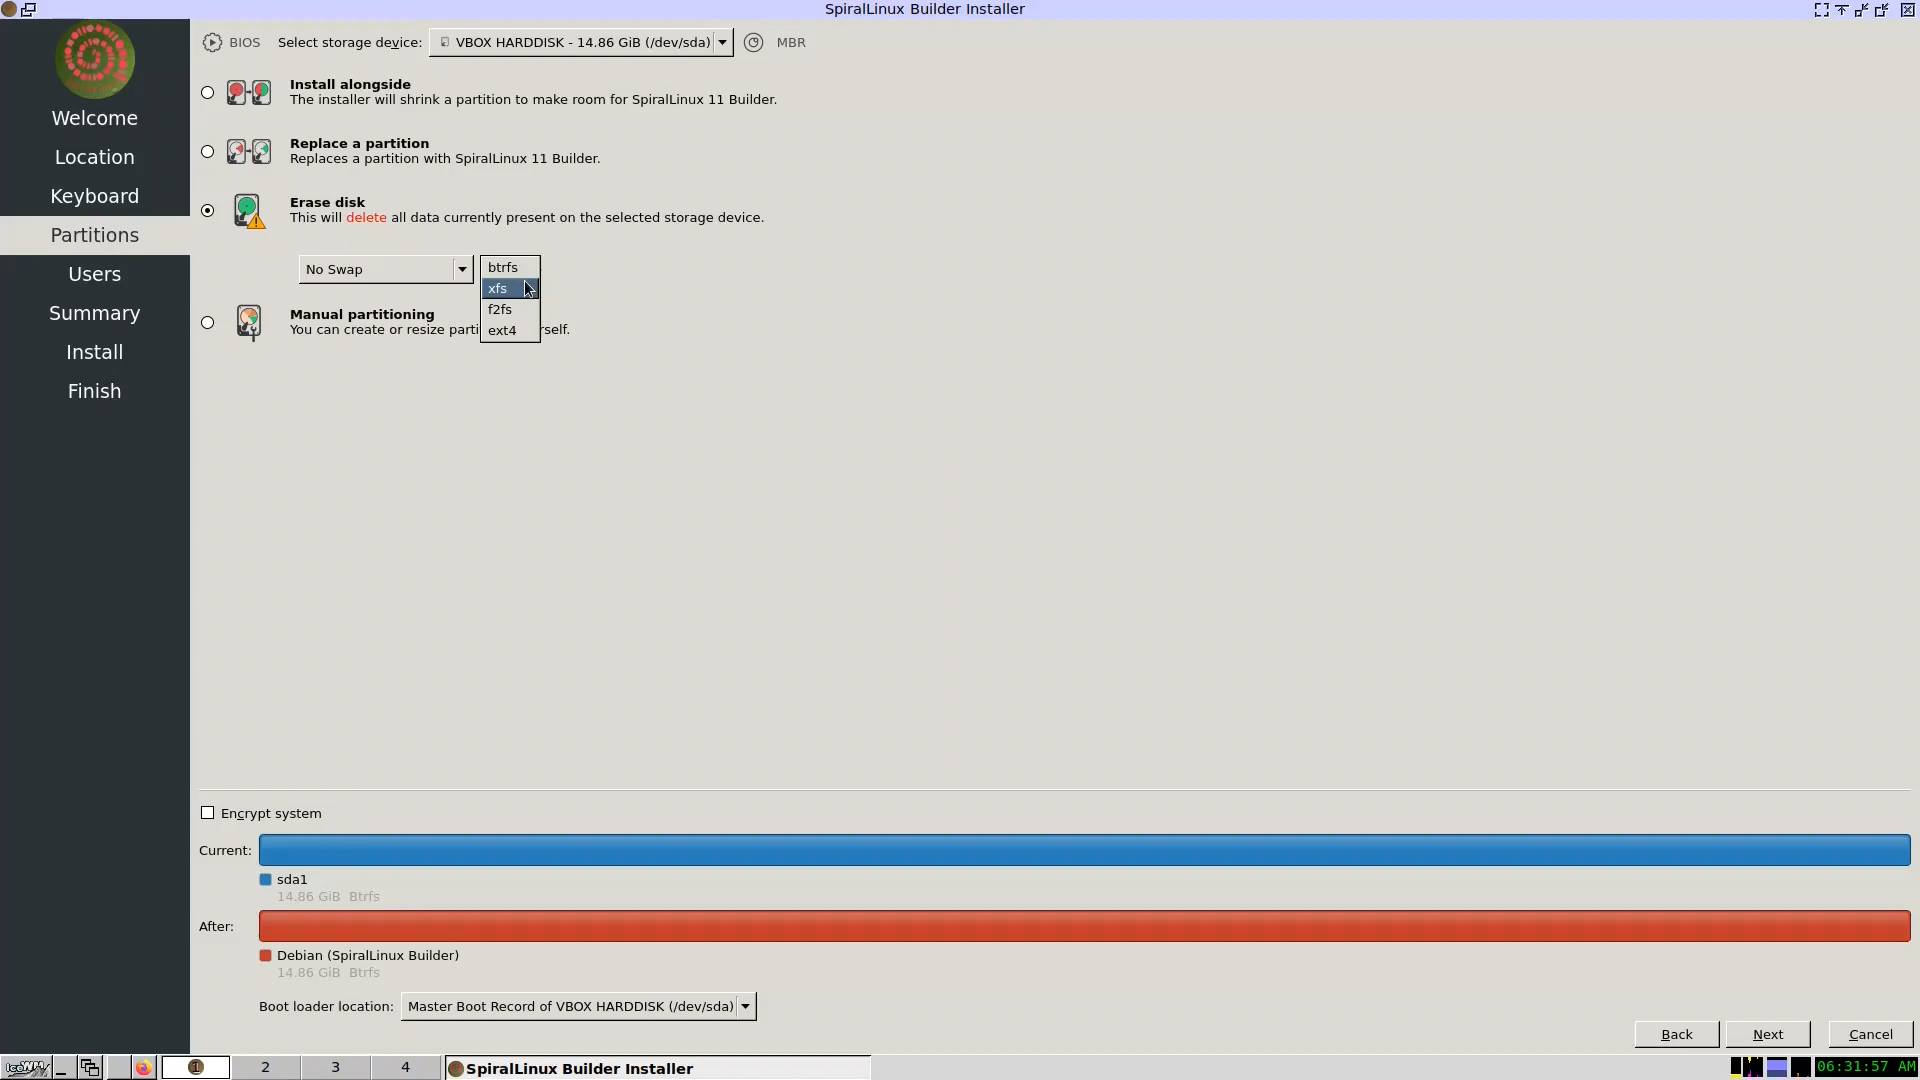 SpiralLinux Builder Installer
BIOS Select storage device: VBOX HARDDISK - 14.86 GiB (/dev/sda) MBR
Welcome
Location
Keyboard
Partitions
Users
Summary
Install
Finish
Install alongside
The installer will shrink a partition to make room for SpiralLinux 11 Builder.
Replace a partition
Replaces a partition with SpiralLinux 11 Builder.
Erase disk
This will delete all data currently present on the selected storage device.
No Swap
btrfs
xfs
f2fs
ext4
Manual partitioning
You can create or resize parti rself.
Encrypt system
Current:
sda1
14.86 GiB Btrfs
After:
Debian (SpiralLinux Builder)
14.86 GiB Btrfs
Boot loader location: Master Boot Record of VBOX HARDDISK (/dev/sda)
Back Next Cancel
IceWM 1 2 3 4 SpiralLinux Builder Installer 06:31:57 AM